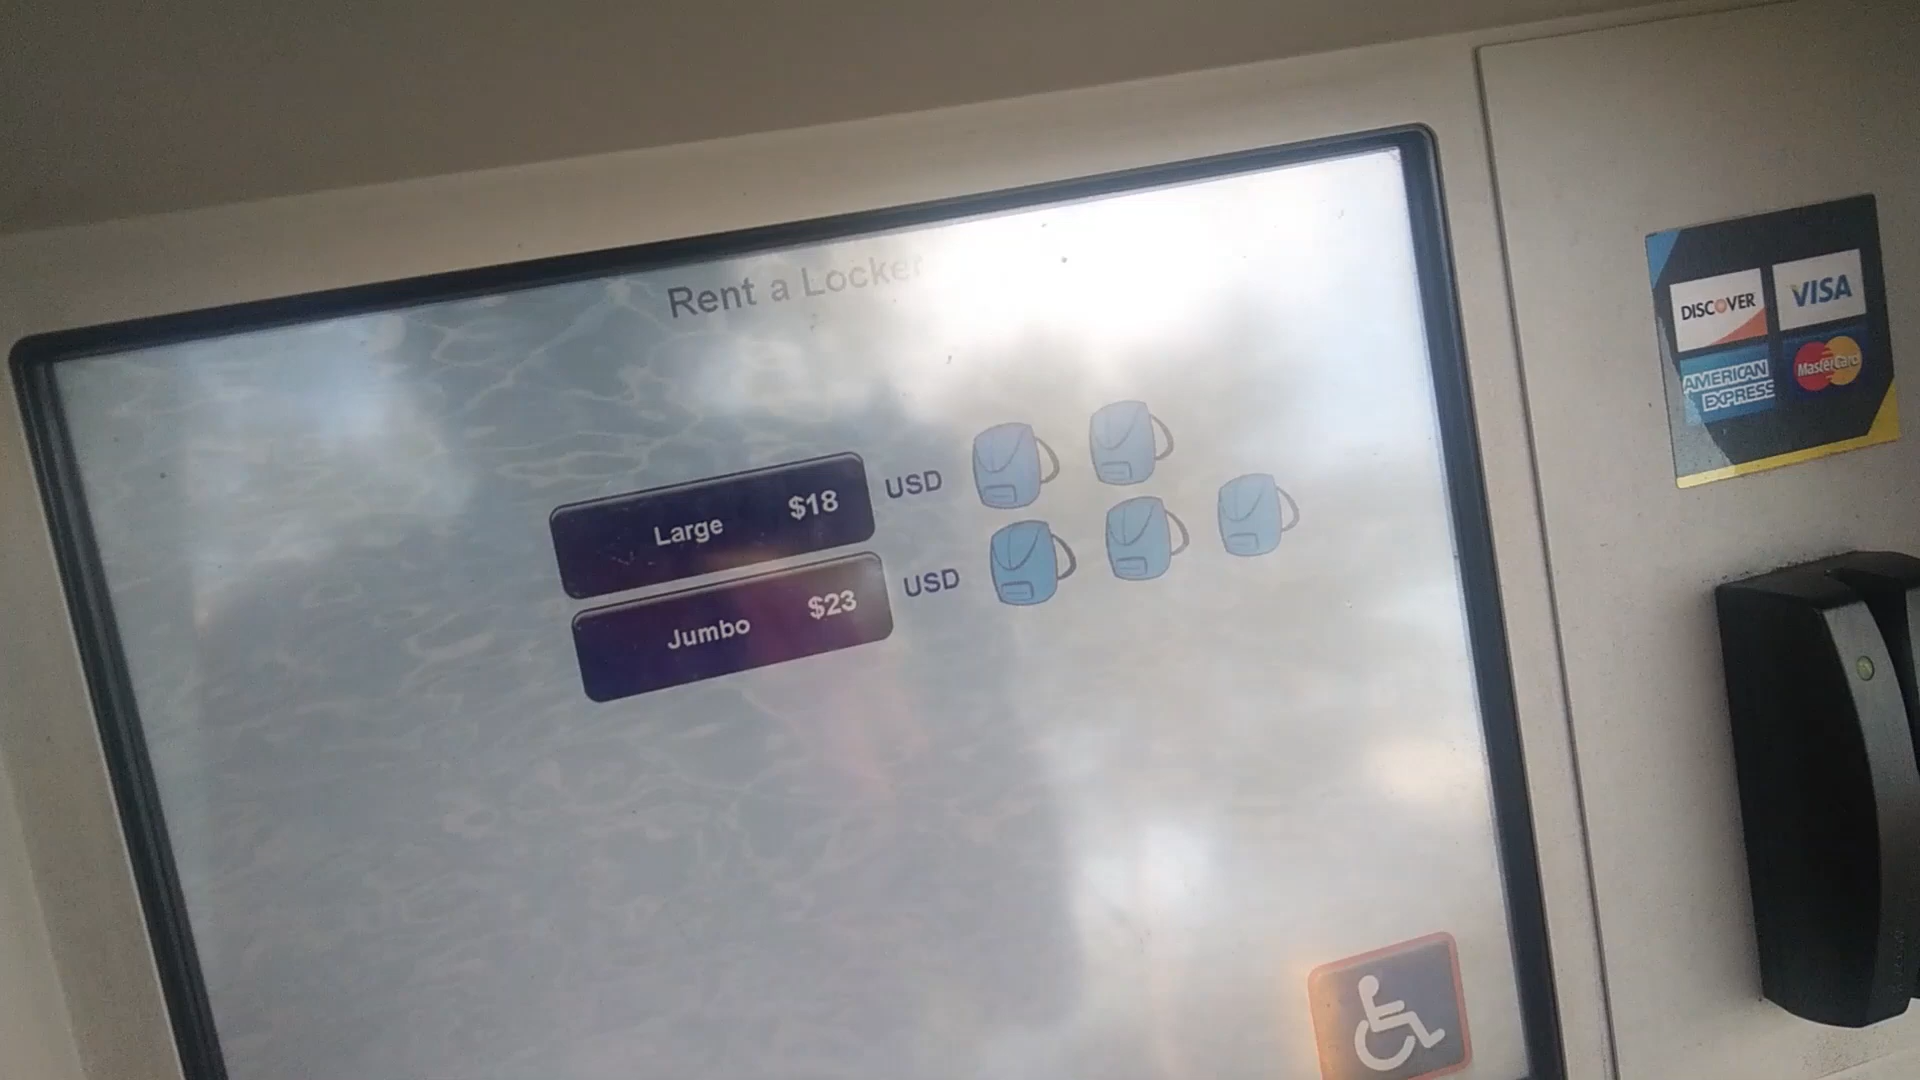 Rent a Locker
Large $18 USD
Jumbo $23 USD
DISCOVER
VISA
AMERICAN
EXPRESS
MasterCard